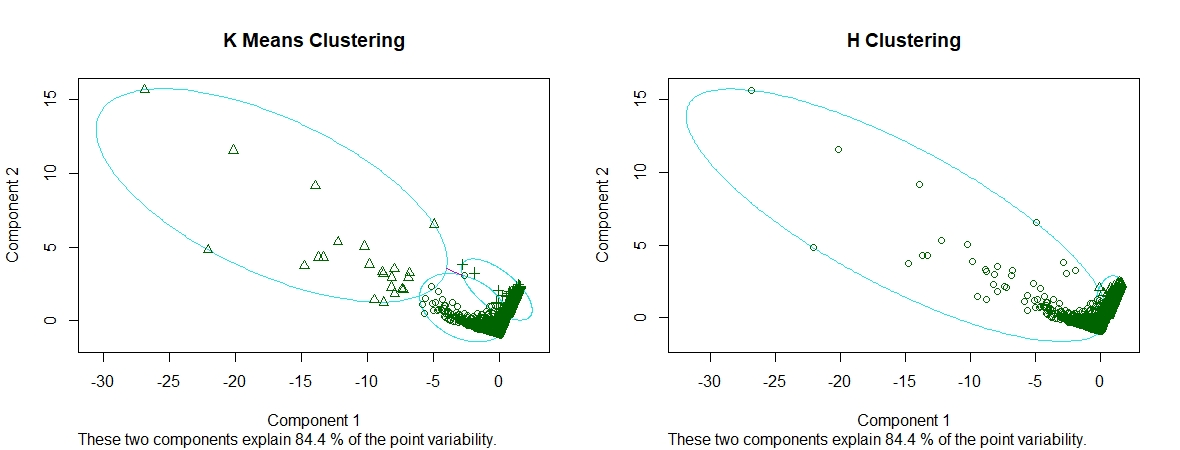 K Means Clustering
Component 2
15
10
5
0
-30 -25 -20 -15 -10 -5 0
Component 1
These two components explain 84.4 % of the point variability.
H Clustering
Component 2
15
10
5
0
-30 -25 -20 -15 -10 -5 0
Component 1
These two components explain 84.4 % of the point variability.